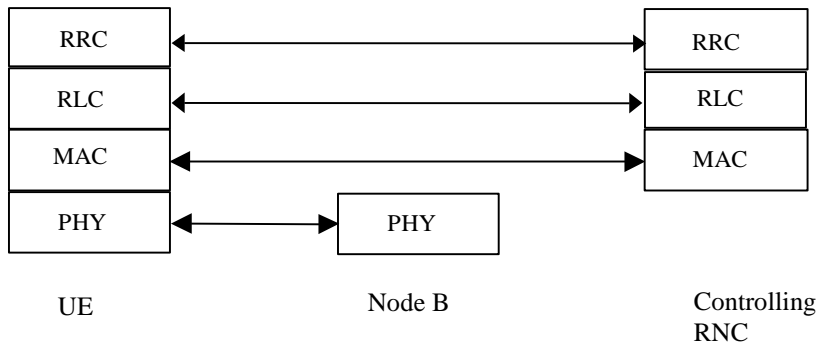 RRC RRC
RLC RLC
MAC MAC
PHY PHY
UE Node B Controlling
RNC